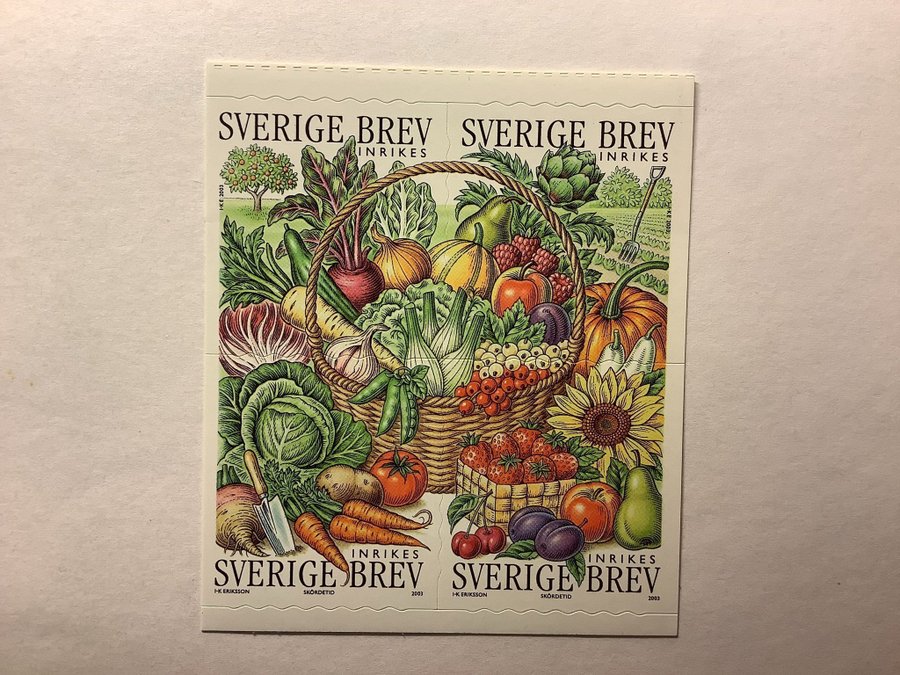 SVERIGE BREV
INRIKES
I-K E 2003
SVERIGE BREV
INRIKES
I-K E 2003
INRIKES
SVERIGE BREV
I-K ERIKSSON SKÖRDETID 2003
INRIKES
SVERIGE BREV
I-K ERIKSSON SKÖRDETID 2003